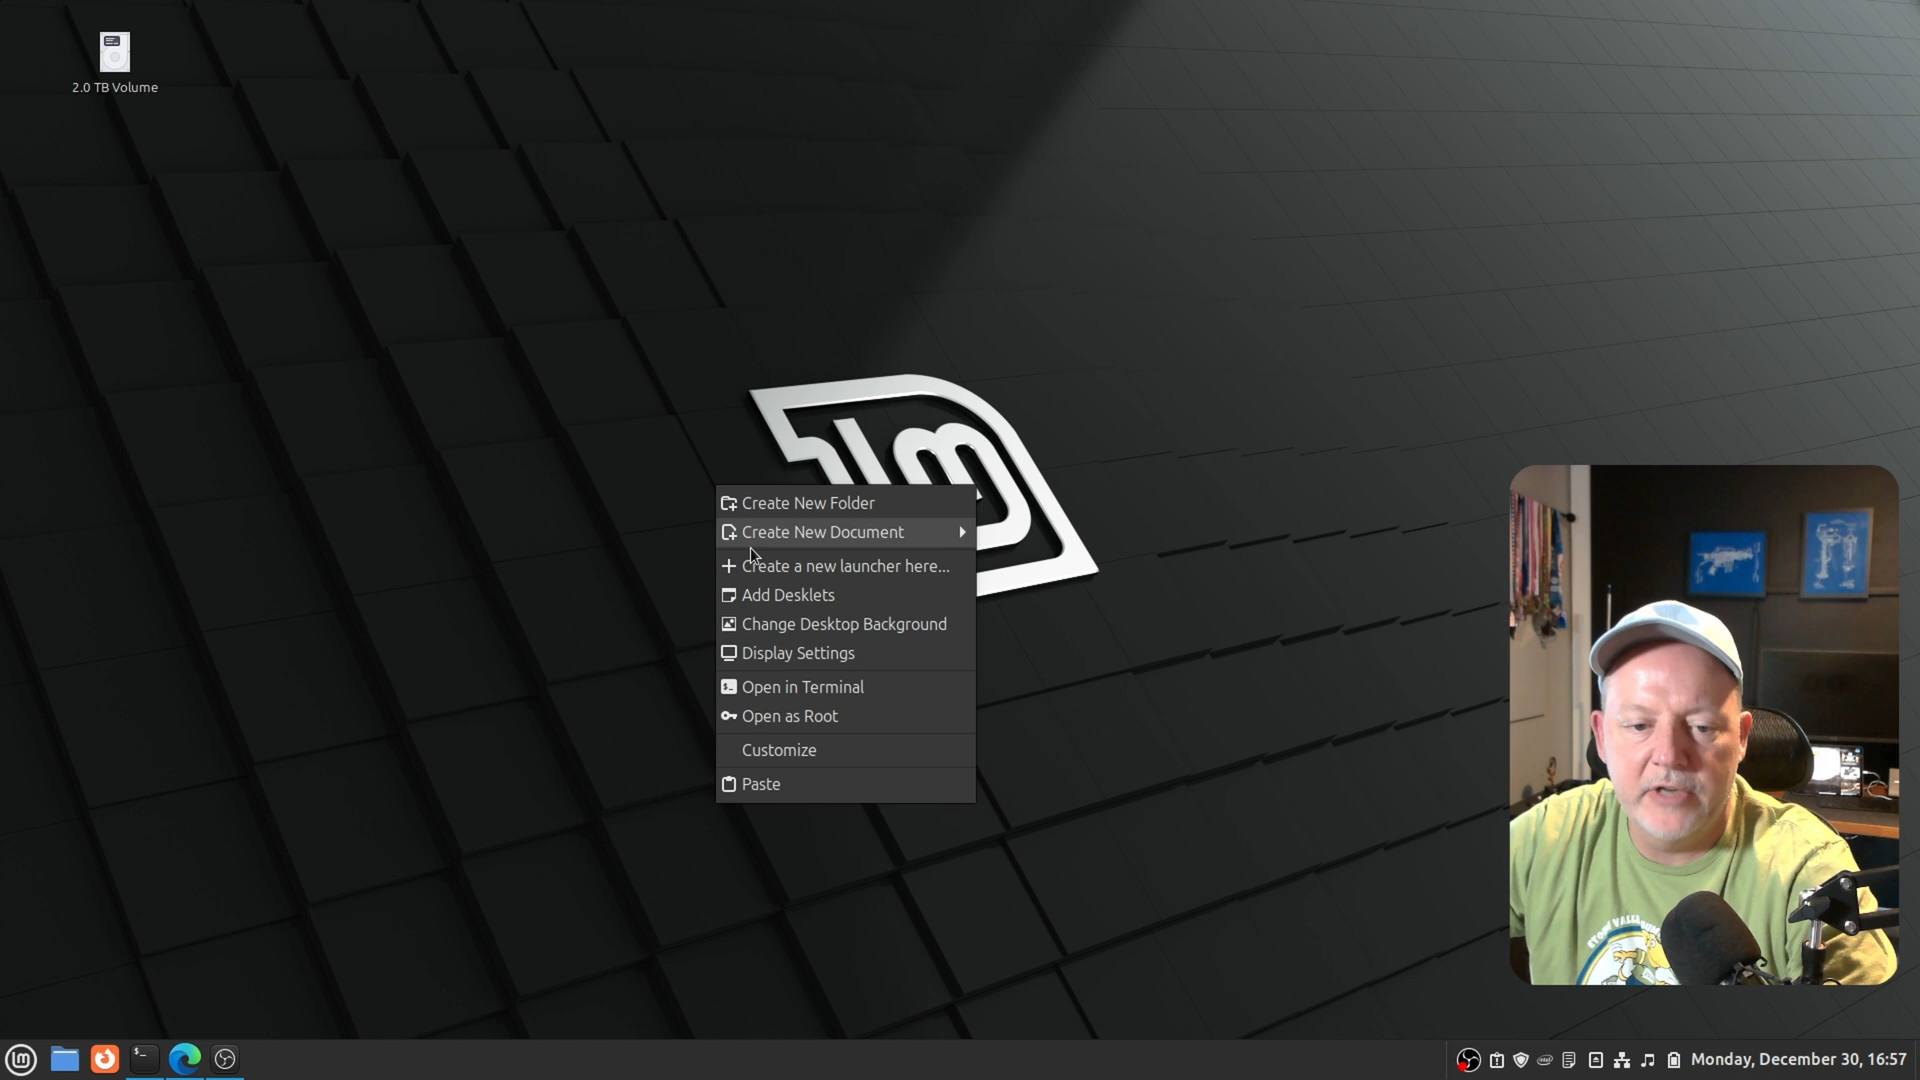 2.0 TB Volume
Create New Folder
Create New Document
Create a new launcher here...
Add Desklets
Change Desktop Background
Display Settings
Open in Terminal
Open as Root
Customize
Paste
Monday, December 30, 16:57